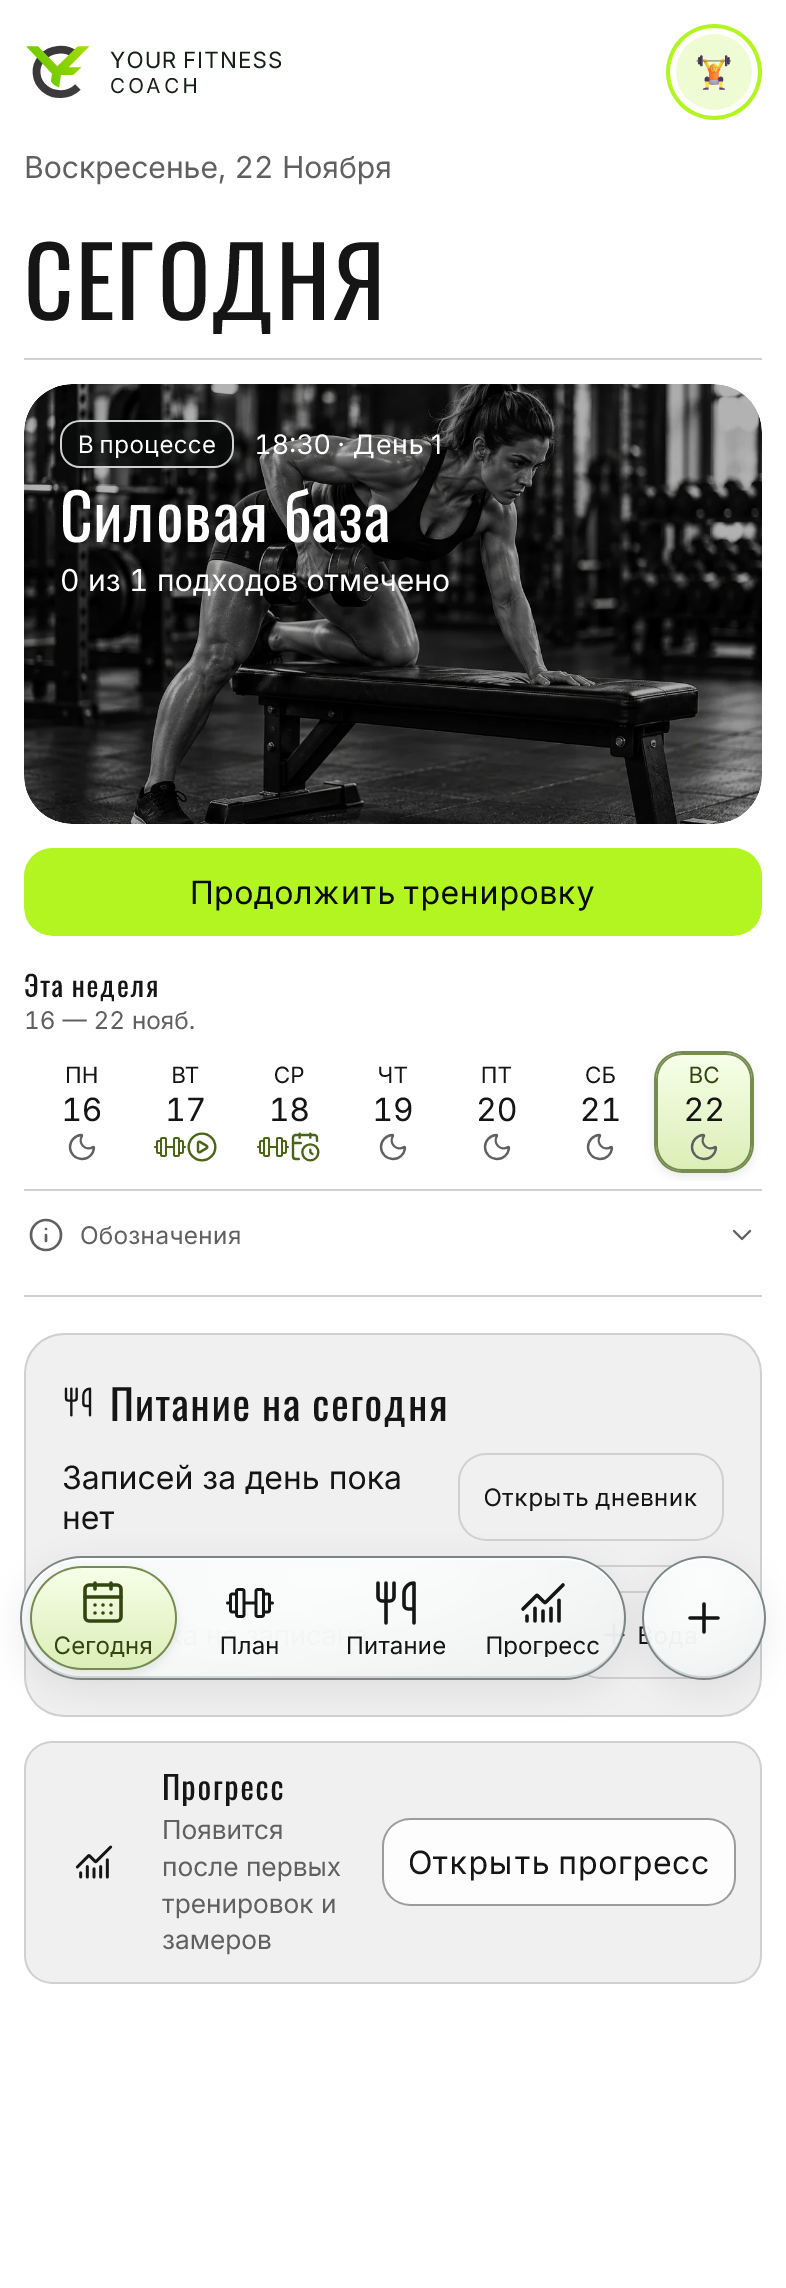 YOUR FITNESS
COACH
Воскресенье, 22 Ноября
СЕГОДНЯ
В процессе
18:30 · День 1
Силовая база
0 из 1 подходов отмечено
Продолжить тренировку
Эта неделя
16 — 22 нояб.
ПН ВТ СР ЧТ ПТ СБ ВС
16 17 18 19 20 21 22
Обозначения
Питание на сегодня
Записей за день пока
нет
Открыть дневник
Вода
Сегодня План Питание Прогресс
Прогресс
Появится
после первых
тренировок и
замеров
Открыть прогресс